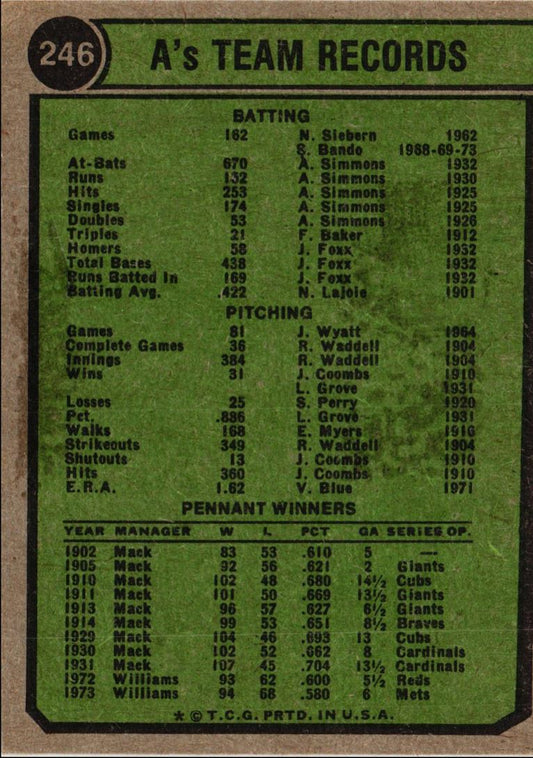 246
A's TEAM RECORDS
BATTING
Games 162 N. Siebern 1962
S. Bando 1988-69-73
At-Bats 670 A. Simmons 1932
Runs 152 A. Simmons 1930
Hits 253 A. Simmons 1925
Singles 174 A. Simmons 1925
Doubles 53 A. Simmons 1926
Triples 21 F. Baker 1912
Homers 58 J. Foxx 1932
Total Bases 438 J. Foxx 1932
Runs Batted In 169 J. Foxx 1932
Batting Avg. .422 N. Lajoie 1901
PITCHING
Games 81 J. Wyatt 1964
Complete Games 36 R. Waddell 1904
Innings 384 R. Waddell 1904
Wins 31 J. Coombs 1910
L. Grove 1931
Losses 25 S. Perry 1920
Pct. .886 L. Grove 1931
Walks 168 E. Myers 1916
Strikeouts 349 R. Waddell 1904
Shutouts 13 J. Coombs 1910
Hits 360 J. Coombs 1910
E.R.A. 1.62 V. Blue 1971
PENNANT WINNERS
YEAR MANAGER W L PCT GA SERIES OP.
1902 Mack 83 53 .610 5 —
1905 Mack 92 56 .621 2 Giants
1910 Mack 102 48 .680 14½ Cubs
1911 Mack 101 50 .669 13½ Giants
1913 Mack 96 57 .627 6½ Giants
1914 Mack 99 53 .651 8½ Braves
1929 Mack 104 46 .693 13 Cubs
1930 Mack 102 52 .662 8 Cardinals
1931 Mack 107 45 .704 13½ Cardinals
1972 Williams 93 62 .600 5½ Reds
1973 Williams 94 68 .580 6 Mets
* © T.C.G. PRTD. IN U.S.A.